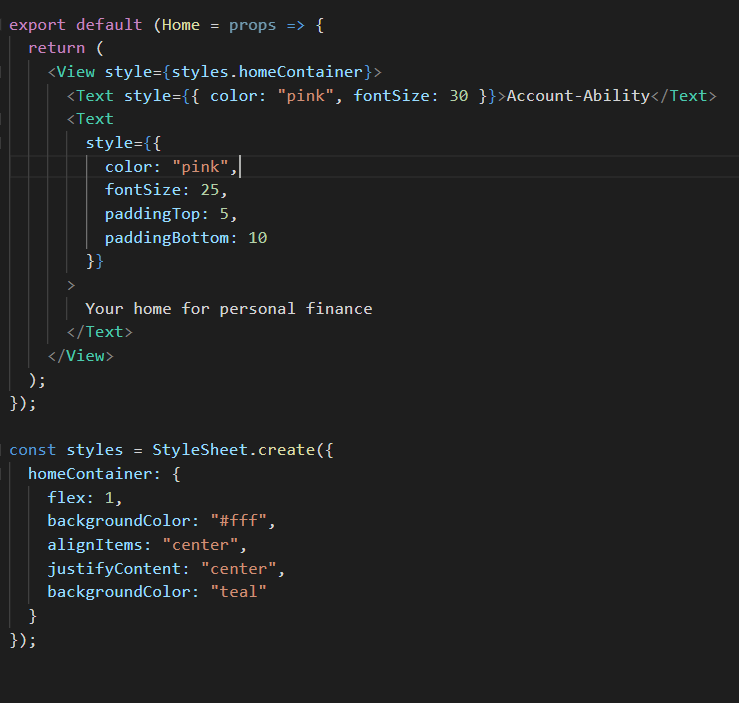 export default (Home = props => {
  return (
    <View style={styles.homeContainer}>
      <Text style={{ color: "pink", fontSize: 30 }}>Account-Ability</Text>
      <Text
        style={{
          color: "pink",
          fontSize: 25,
          paddingTop: 5,
          paddingBottom: 10
        }}
      >
        Your home for personal finance
      </Text>
    </View>
  );
});

const styles = StyleSheet.create({
  homeContainer: {
    flex: 1,
    backgroundColor: "#fff",
    alignItems: "center",
    justifyContent: "center",
    backgroundColor: "teal"
  }
});